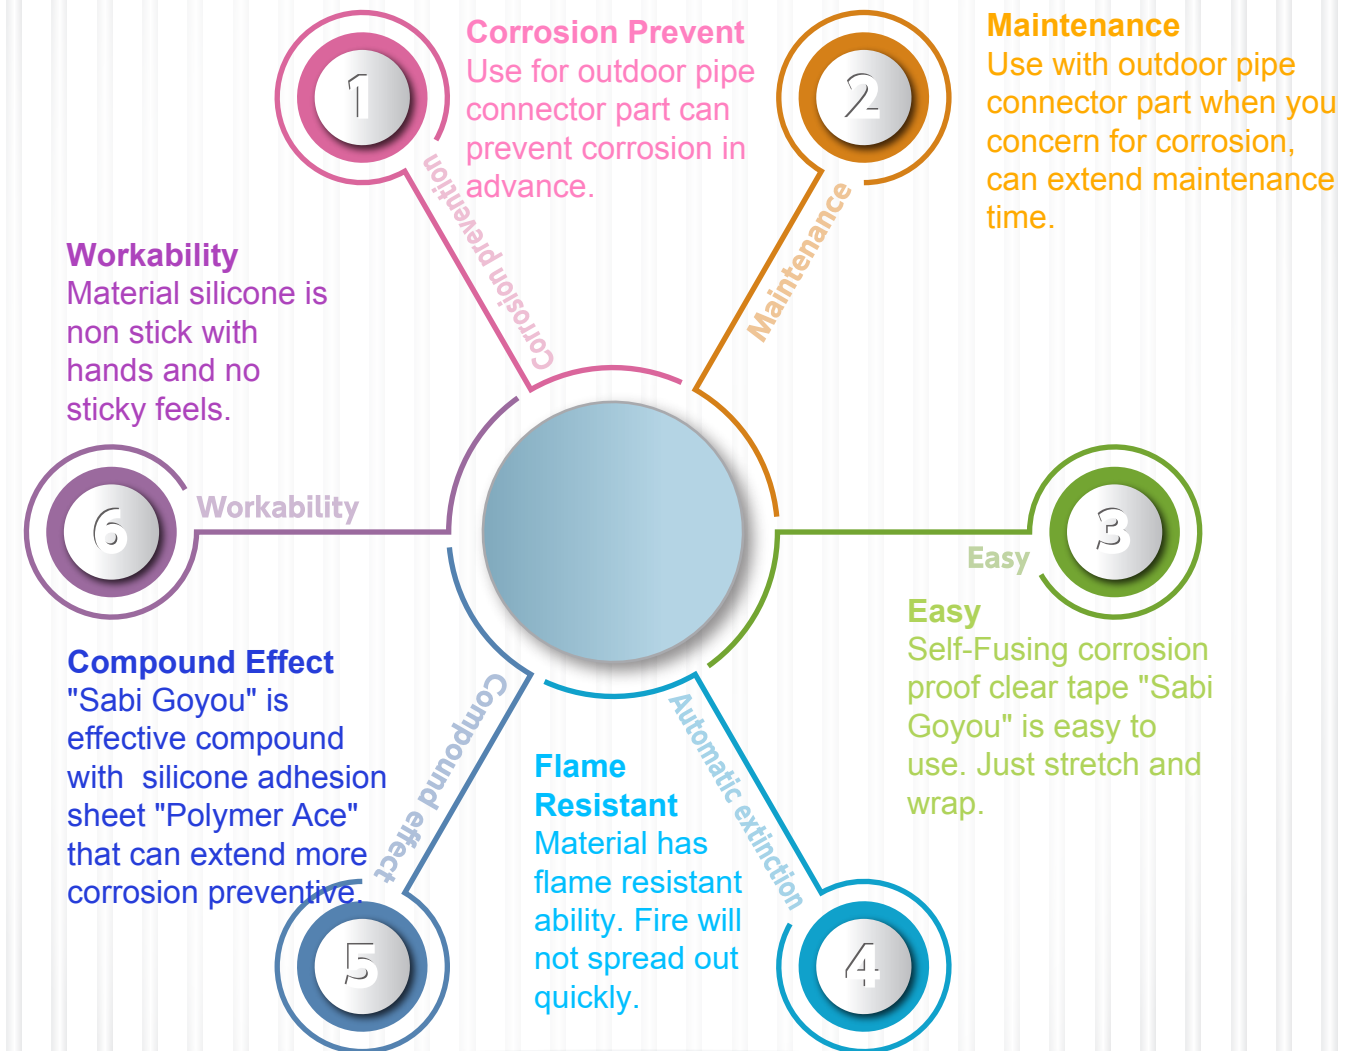 1
Corrosion Prevent
Use for outdoor pipe
connector part can
prevent corrosion in
advance.
Corrosion prevention
2
Maintenance
Use with outdoor pipe
connector part when you
concern for corrosion,
can extend maintenance
time.
Maintenance
3
Easy
Easy
Self-Fusing corrosion
proof clear tape "Sabi
Goyou" is easy to
use. Just stretch and
wrap.
4
Automatic extinction
Flame
Resistant
Material has
flame resistant
ability. Fire will
not spread out
quickly.
5
Compound effect
Compound Effect
"Sabi Goyou" is
effective compound
with  silicone adhesion
sheet "Polymer Ace"
that can extend more
corrosion preventive.
6
Workability
Workability
Material silicone is
non stick with
hands and no
sticky feels.